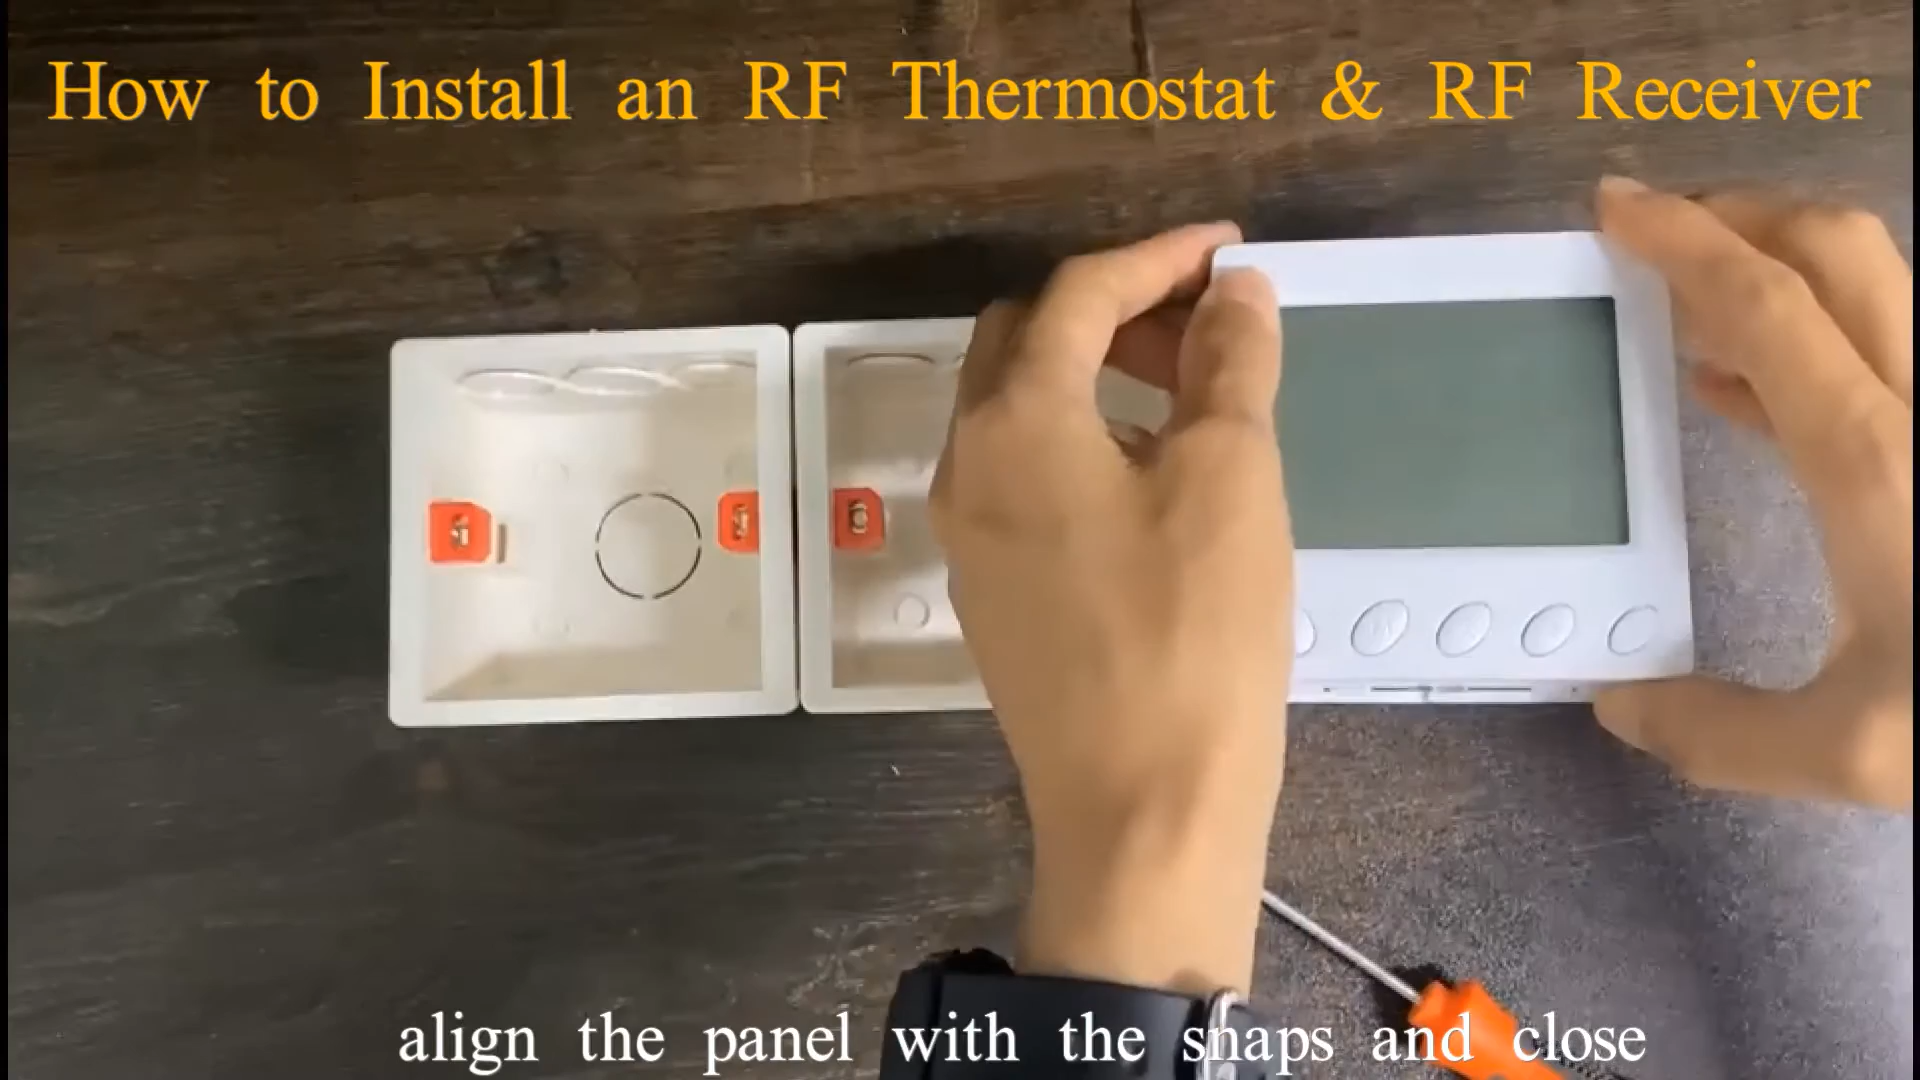 How to Install an RF Thermostat & RF Receiver
align the panel with the snaps and close